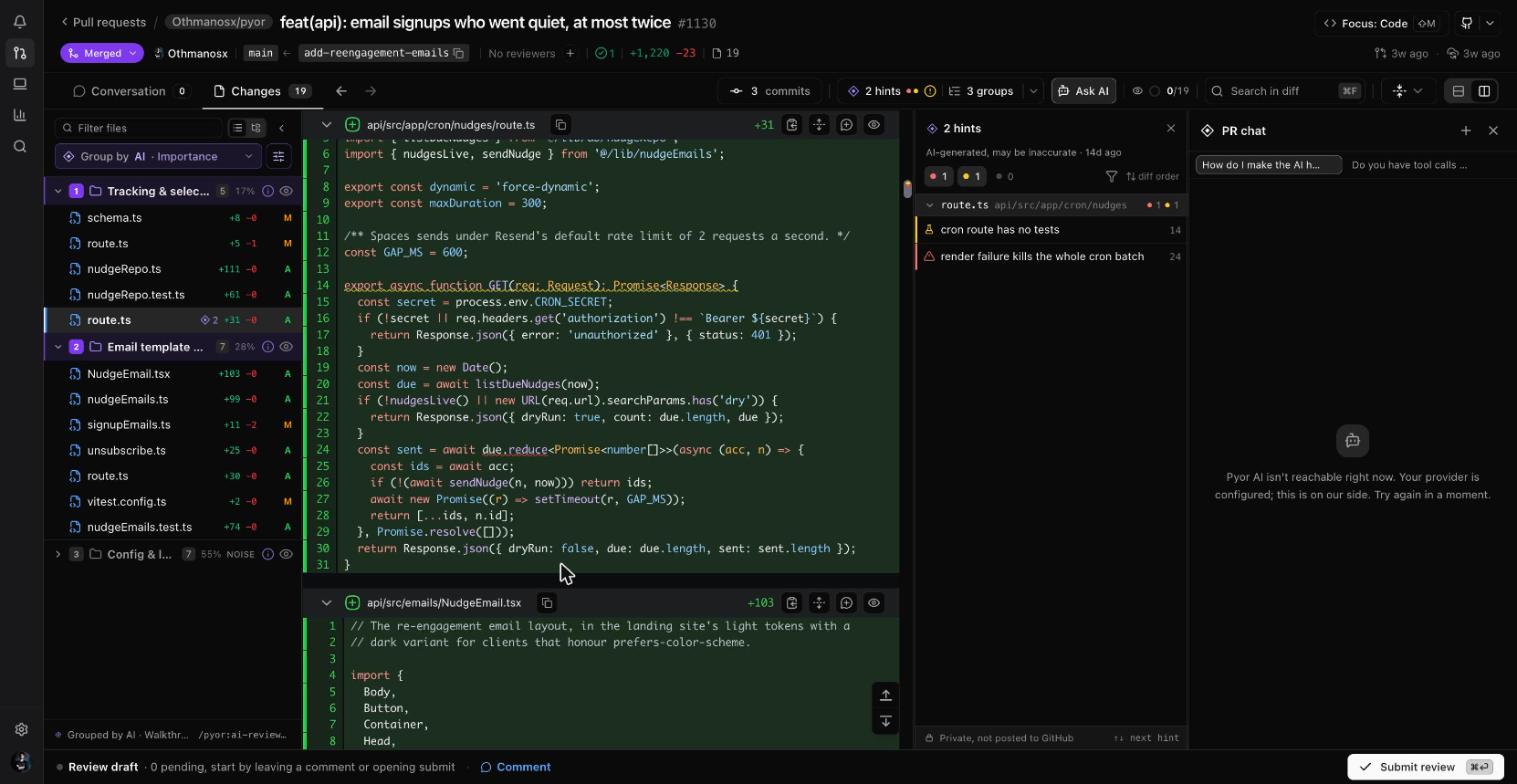 Pull requests / Othmanosx/pyor feat(api): email signups who went quiet, at most twice #1130
Focus: Code ⇧M
Merged Othmanosx main ← add-reengagement-emails No reviewers + 1 +1,220 −23 19
3w ago · 3w ago
Conversation 0 Changes 19 ← →
3 commits 2 hints 3 groups Ask AI 0/19 Search in diff ⌘F
Filter files
Group by AI · Importance
1 Tracking & selec... 5 17%
schema.ts +8 −0 M
route.ts +5 −1 M
nudgeRepo.ts +111 −0 A
nudgeRepo.test.ts +61 −0 A
route.ts 2 +31 −0 A
2 Email template ... 7 28%
NudgeEmail.tsx +103 −0 A
nudgeEmails.ts +99 −0 A
signupEmails.ts +11 −2 M
unsubscribe.ts +25 −0 A
route.ts +30 −0 A
vitest.config.ts +2 −0 M
nudgeEmails.test.ts +74 −0 A
3 Config & l... 7 55% NOISE
Grouped by AI · Walkthr... /pyor:ai-review…
api/src/app/cron/nudges/route.ts +31
6 import { nudgesLive, sendNudge } from '@/lib/nudgeEmails';
7
8 export const dynamic = 'force-dynamic';
9 export const maxDuration = 300;
10
11 /** Spaces sends under Resend's default rate limit of 2 requests a second. */
12 const GAP_MS = 600;
13
14 export async function GET(req: Request): Promise<Response> {
15 const secret = process.env.CRON_SECRET;
16 if (!secret || req.headers.get('authorization') !== `Bearer ${secret}`) {
17 return Response.json({ error: 'unauthorized' }, { status: 401 });
18 }
19 const now = new Date();
20 const due = await listDueNudges(now);
21 if (!nudgesLive() || new URL(req.url).searchParams.has('dry')) {
22 return Response.json({ dryRun: true, count: due.length, due });
23 }
24 const sent = await due.reduce<Promise<number[]>>(async (acc, n) => {
25 const ids = await acc;
26 if (!(await sendNudge(n, now))) return ids;
27 await new Promise((r) => setTimeout(r, GAP_MS));
28 return [...ids, n.id];
29 }, Promise.resolve([]));
30 return Response.json({ dryRun: false, due: due.length, sent: sent.length });
31 }
api/src/emails/NudgeEmail.tsx +103
1 // The re-engagement email layout, in the landing site's light tokens with a
2 // dark variant for clients that honour prefers-color-scheme.
3
4 import {
5 Body,
6 Button,
7 Container,
8 Head,
2 hints
AI-generated, may be inaccurate · 14d ago
1 1 0 diff order
route.ts api/src/app/cron/nudges 1 1
cron route has no tests 14
render failure kills the whole cron batch 24
Private, not posted to GitHub ↑↓ next hint
PR chat
How do I make the AI h... Do you have tool calls ...
Pyor AI isn't reachable right now. Your provider is
configured; this is on our side. Try again in a moment.
Review draft · 0 pending, start by leaving a comment or opening submit · Comment
Submit review ⌘↵